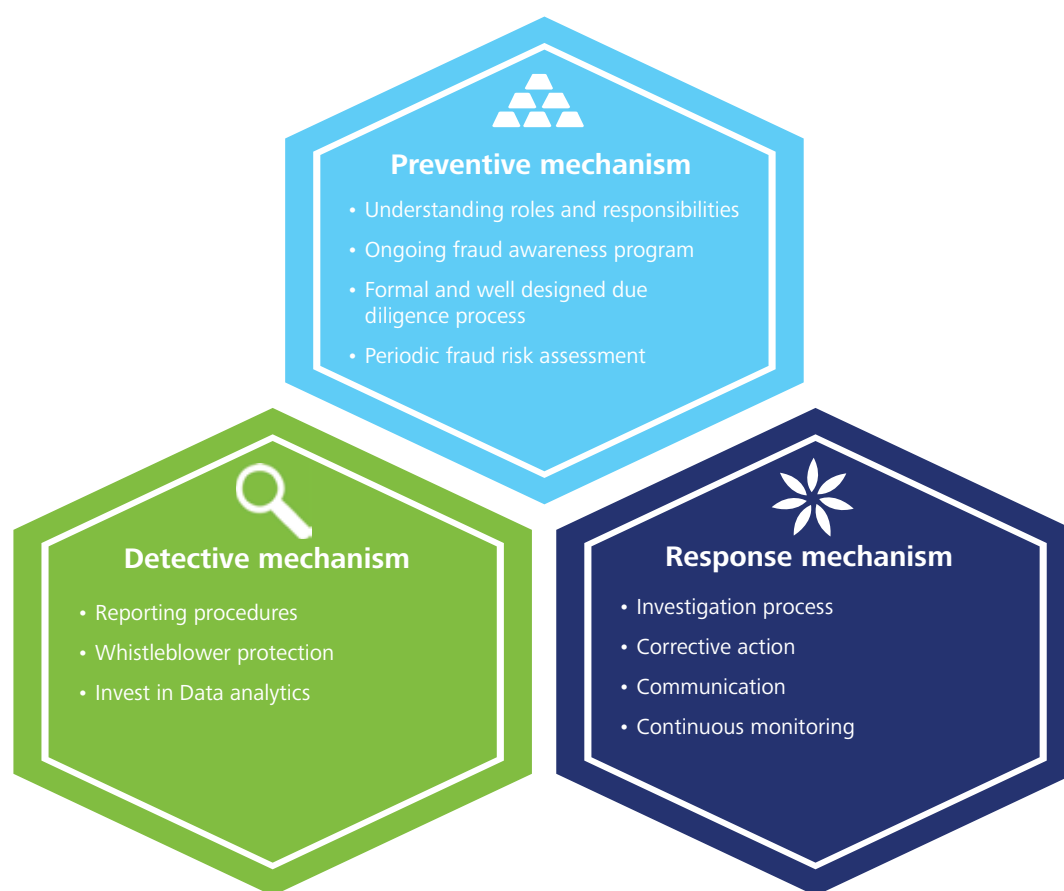 Preventive mechanism
• Understanding roles and responsibilities
• Ongoing fraud awareness program
• Formal and well designed due
diligence process
• Periodic fraud risk assessment
Detective mechanism
• Reporting procedures
• Whistleblower protection
• Invest in Data analytics
Response mechanism
• Investigation process
• Corrective action
• Communication
• Continuous monitoring